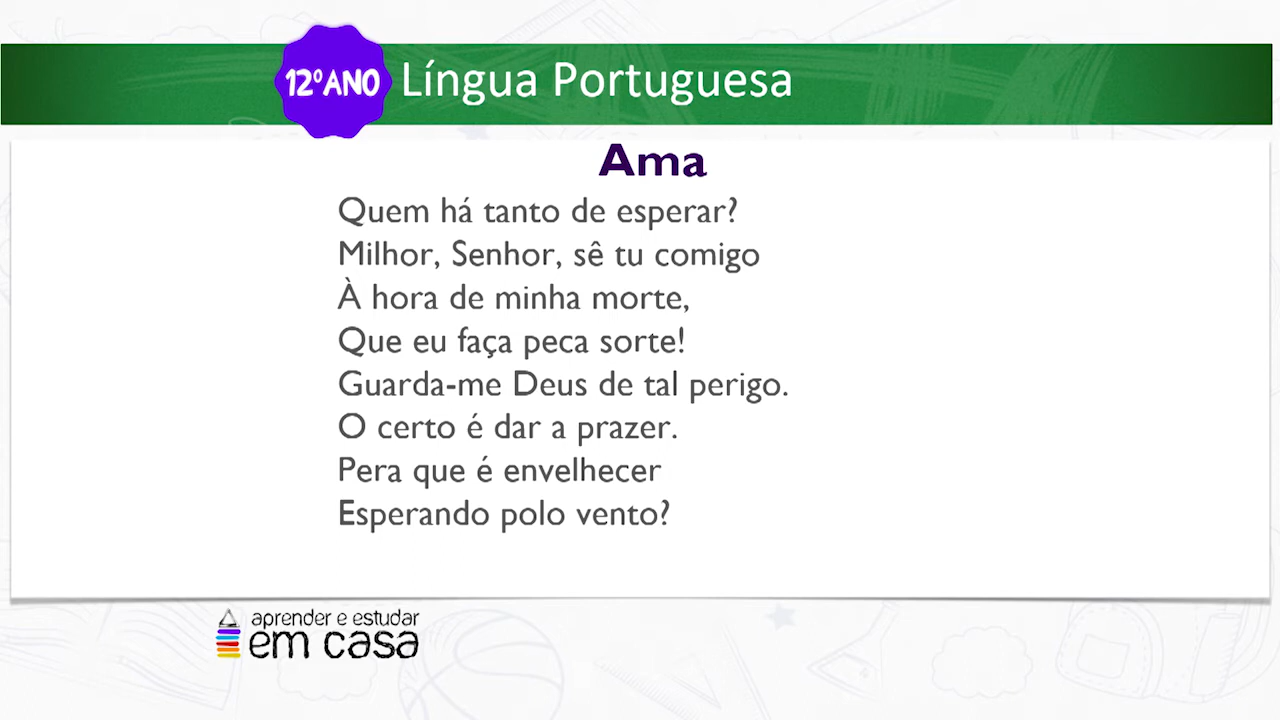 12º ANO Língua Portuguesa
Ama
Quem há tanto de esperar?
Milhor, Senhor, sê tu comigo
À hora de minha morte,
Que eu faça peca sorte!
Guarda-me Deus de tal perigo.
O certo é dar a prazer.
Pera que é envelhecer
Esperando polo vento?
aprender e estudar
em casa